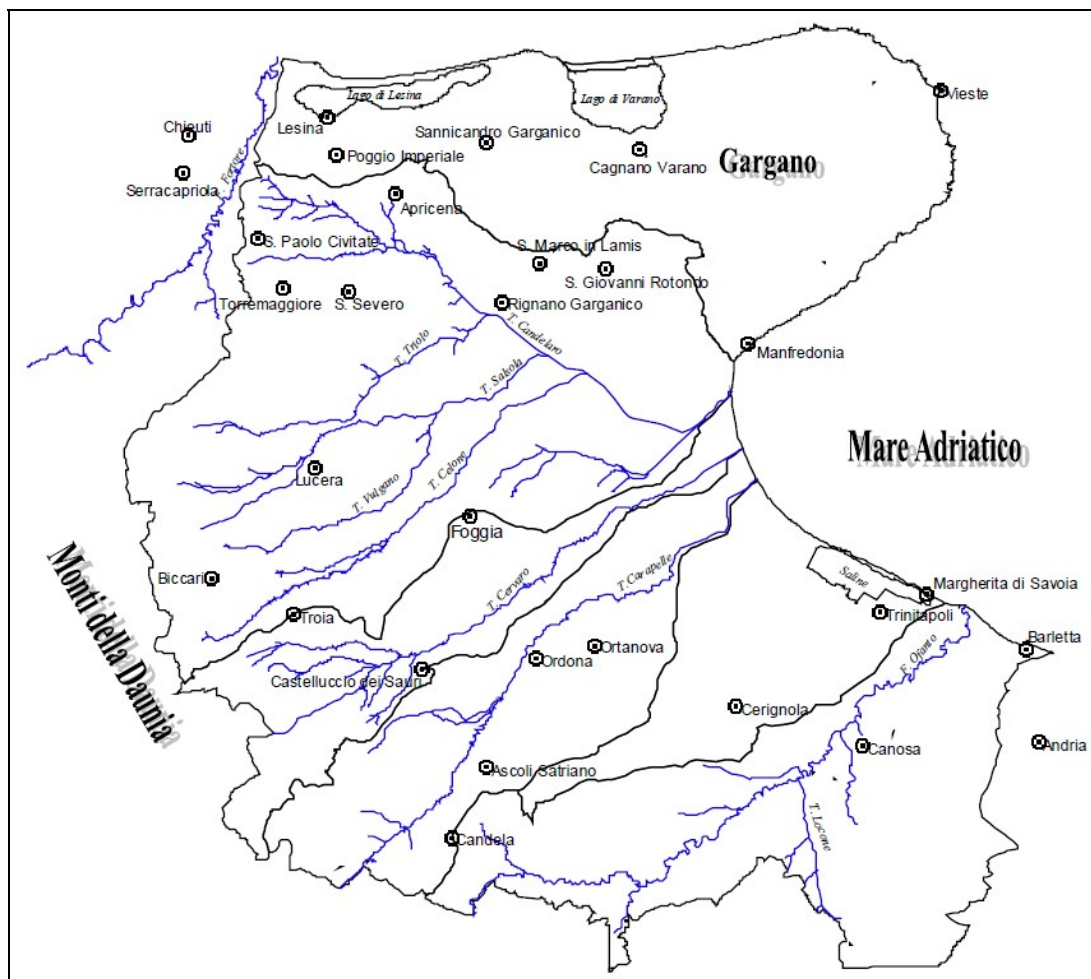 Lago di Lesina
Lago di Varano
Vieste
Lesina
Chieuti
Sannicandro Garganico
Poggio Imperiale
Cagnano Varano
Gargano
F. Fortore
Serracapriola
Apricena
S. Paolo Civitate
S. Marco in Lamis
S. Giovanni Rotondo
Torremaggiore
S. Severo
Rignano Garganico
T. Candelaro
T. Triolo
Manfredonia
T. Salsola
Mare Adriatico
T. Celone
Lucera
T. Vulgano
Foggia
Monti della Daunia
Biccari
T. Cervaro
T. Carapelle
Saline
Margherita di Savoia
Troia
Trinitapoli
Ortanova
Barletta
Ordona
F. Ofanto
Castelluccio dei Sauri
Cerignola
Canosa
Andria
Ascoli Satriano
T. Locone
Candela